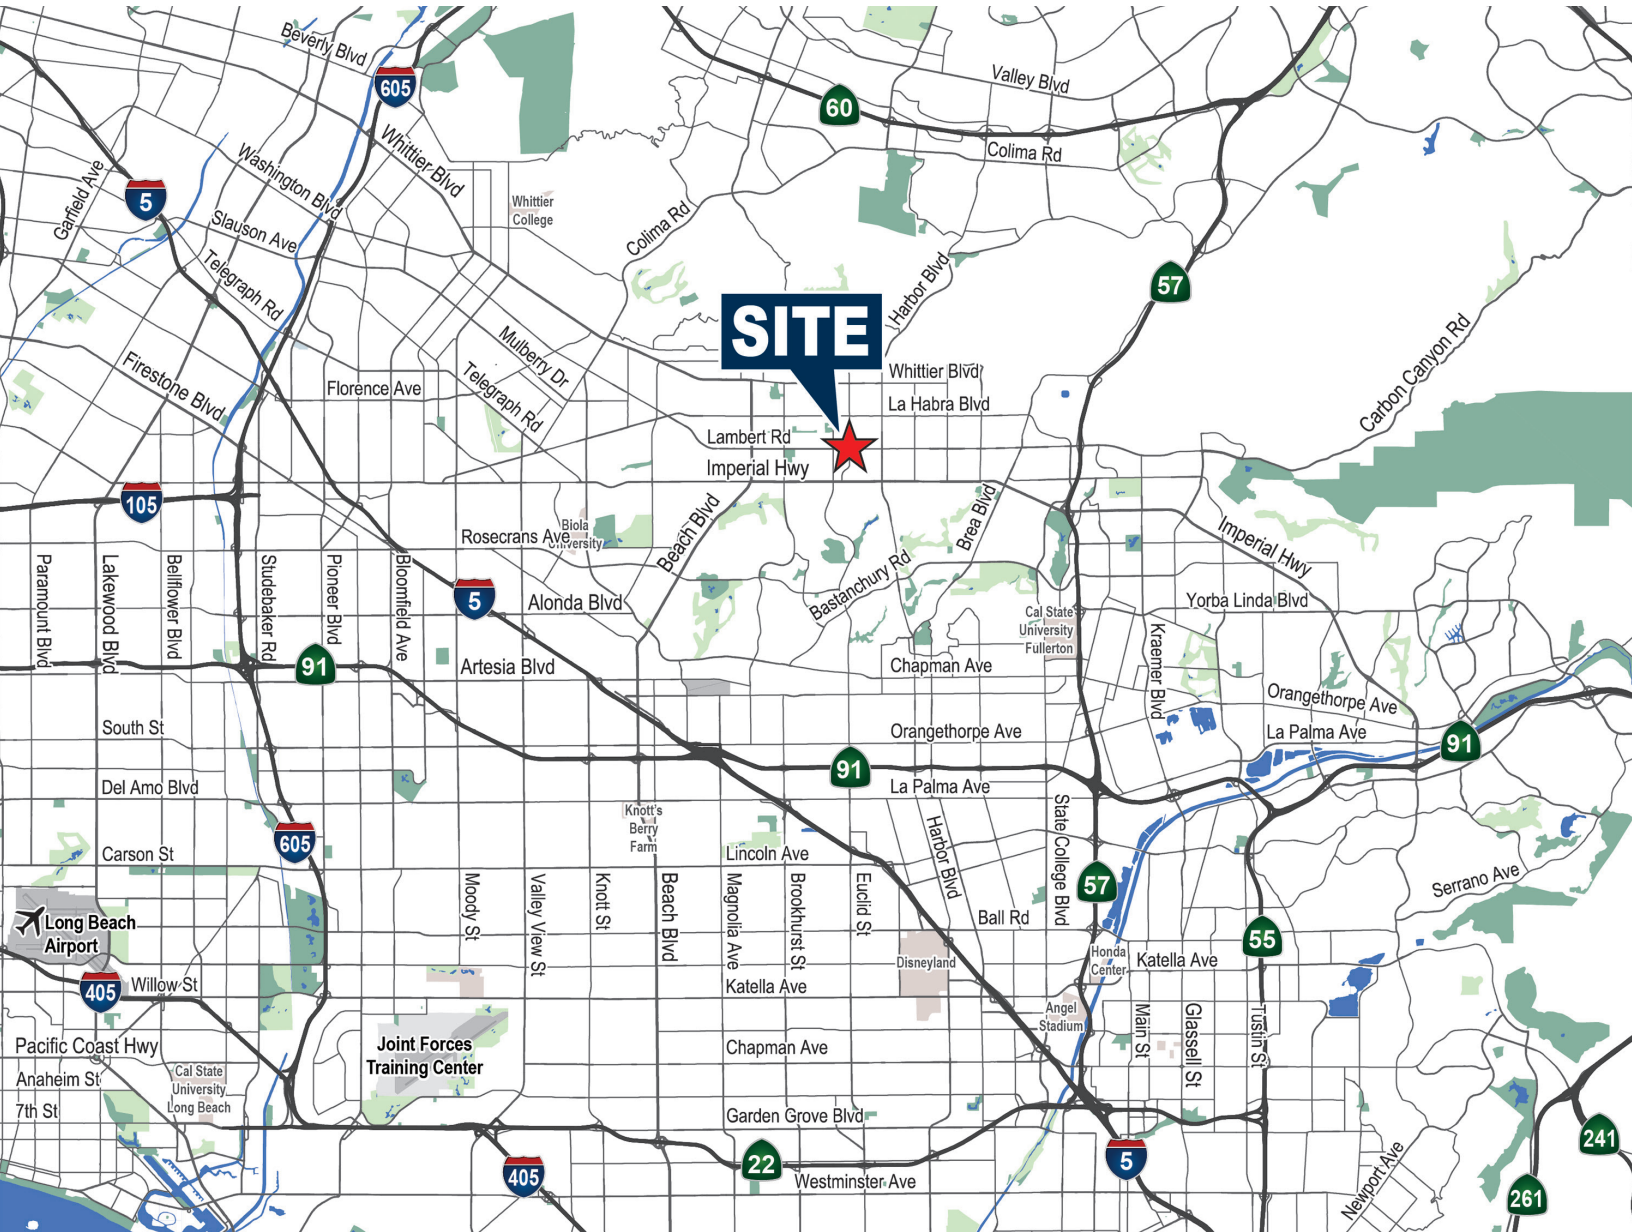 Beverly Blvd
605
Valley Blvd
60
Colima Rd
Whittier Blvd
Washington Blvd
Garfield Ave
5
Slauson Ave
Whittier
College
Colima Rd
Telegraph Rd
Harbor Blvd
57
SITE
Mulberry Dr
Firestone Blvd
Florence Ave
Telegraph Rd
Whittier Blvd
La Habra Blvd
Carbon Canyon Rd
Lambert Rd
Imperial Hwy
105
Beach Blvd
Brea Blvd
Rosecrans Ave
Biola
University
Imperial Hwy
Paramount Blvd
Lakewood Blvd
Bellflower Blvd
Studebaker Rd
Pioneer Blvd
Bloomfield Ave
5
Alonda Blvd
Bastanchury Rd
Yorba Linda Blvd
Cal State
University
Fullerton
Kraemer Blvd
91
Artesia Blvd
Chapman Ave
Orangethorpe Ave
South St
Orangethorpe Ave
La Palma Ave
91
91
Del Amo Blvd
La Palma Ave
Knott's
Berry
Farm
Harbor Blvd
State College Blvd
605
Carson St
Lincoln Ave
57
Serrano Ave
Moody St
Valley View St
Knott St
Beach Blvd
Magnolia Ave
Brookhurst St
Euclid St
Ball Rd
Long Beach
Airport
55
Disneyland
Honda
Center
Katella Ave
405
Willow St
Katella Ave
Angel
Stadium
Main St
Glassell St
Tustin St
Pacific Coast Hwy
Joint Forces
Training Center
Chapman Ave
Anaheim St
Cal State
University
Long Beach
7th St
Garden Grove Blvd
241
22
5
405
Westminster Ave
Newport Ave
261